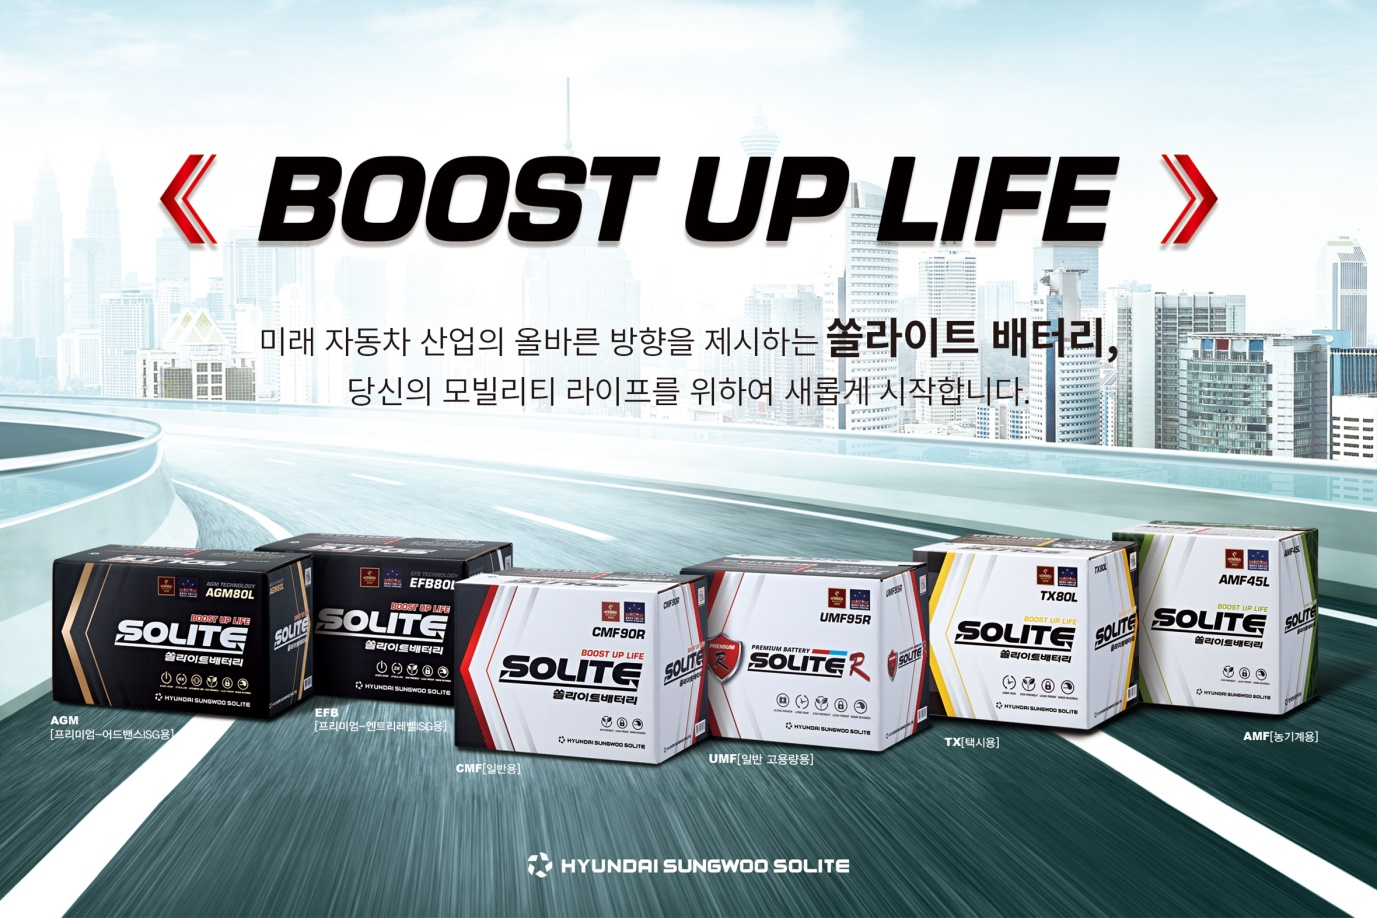 BOOST UP LIFE
미래 자동차 산업의 올바른 방향을 제시하는 쏠라이트 배터리,
당신의 모빌리티 라이프를 위하여 새롭게 시작합니다.
AGM TECHNOLOGY
AGM80L
BOOST UP LIFE
SOLITE
쏠라이트배터리
HYUNDAI SUNGWOO SOLITE
AGM
[프리미엄-어드밴스ISG용]
EFB TECHNOLOGY
EFB80L
BOOST UP LIFE
SOLITE
쏠라이트배터리
HYUNDAI SUNGWOO SOLITE
EFB
[프리미엄-엔트리레벨ISG용]
CMF90R
CMF90R
BOOST UP LIFE
SOLITE
쏠라이트배터리
HYUNDAI SUNGWOO SOLITE
CMF[일반용]
UMF95R
UMF95R
PREMIUM
R
PREMIUM BATTERY
SOLITE R
HYUNDAI SUNGWOO SOLITE
UMF[일반 고용량용]
TX80L
TX80L
BOOST UP LIFE
SOLITE
쏠라이트배터리
HYUNDAI SUNGWOO SOLITE
TX[택시용]
AMF45L
AMF45L
BOOST UP LIFE
SOLITE
쏠라이트배터리
HYUNDAI SUNGWOO SOLITE
AMF[농기계용]
HYUNDAI SUNGWOO SOLITE